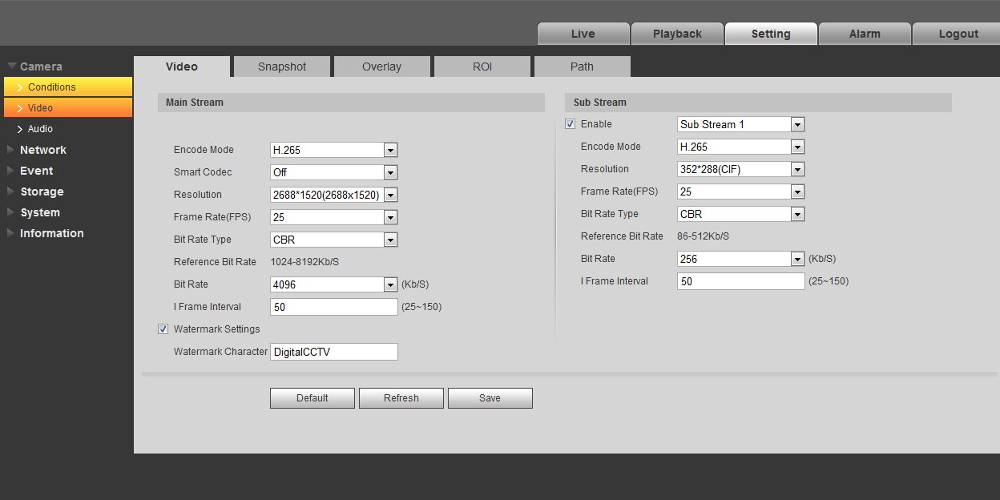 Live Playback Setting Alarm Logout
Camera
Conditions
Video
Audio
Network
Event
Storage
System
Information
Video Snapshot Overlay ROI Path
Main Stream
Encode Mode H.265
Smart Codec Off
Resolution 2688*1520(2688x1520)
Frame Rate(FPS) 25
Bit Rate Type CBR
Reference Bit Rate 1024-8192Kb/S
Bit Rate 4096 (Kb/S)
I Frame Interval 50 (25~150)
Watermark Settings
Watermark Character DigitalCCTV
Sub Stream
Enable Sub Stream 1
Encode Mode H.265
Resolution 352*288(CIF)
Frame Rate(FPS) 25
Bit Rate Type CBR
Reference Bit Rate 86-512Kb/S
Bit Rate 256 (Kb/S)
I Frame Interval 50 (25~150)
Default Refresh Save